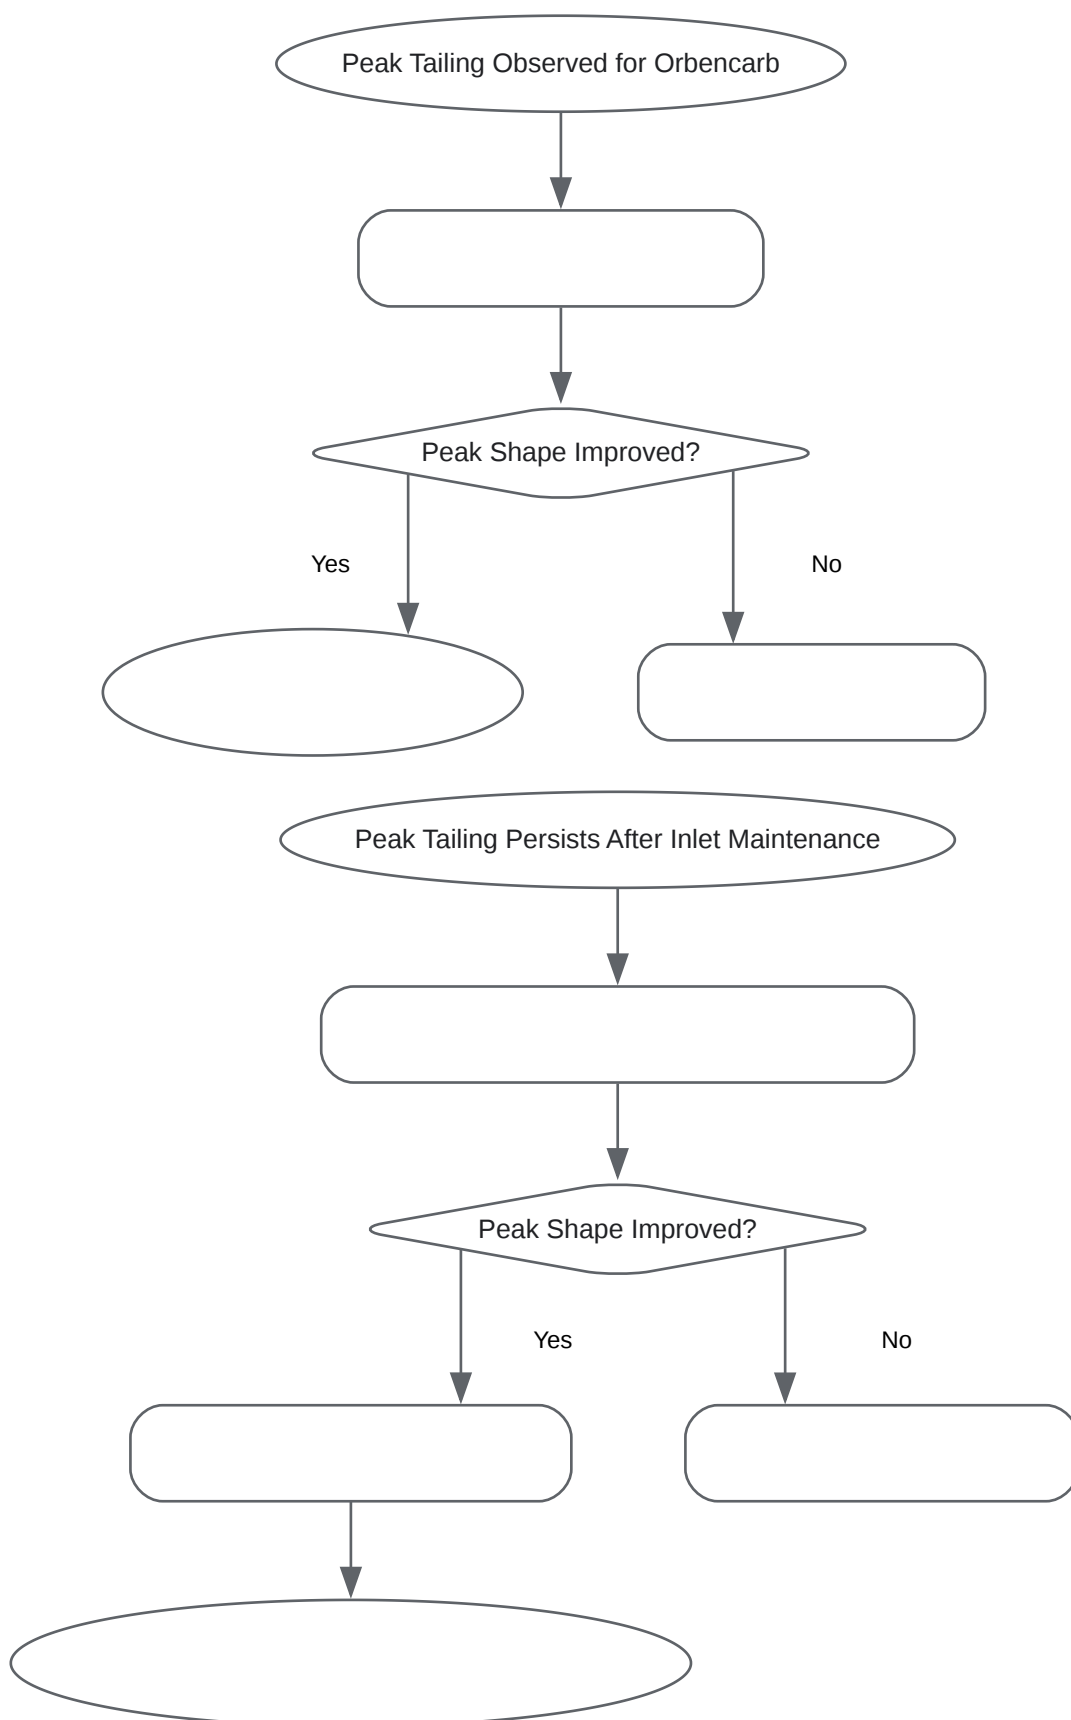 Peak Tailing Observed for Orbencarb
Peak Shape Improved?
Yes
No
Peak Tailing Persists After Inlet Maintenance
Peak Shape Improved?
Yes
No